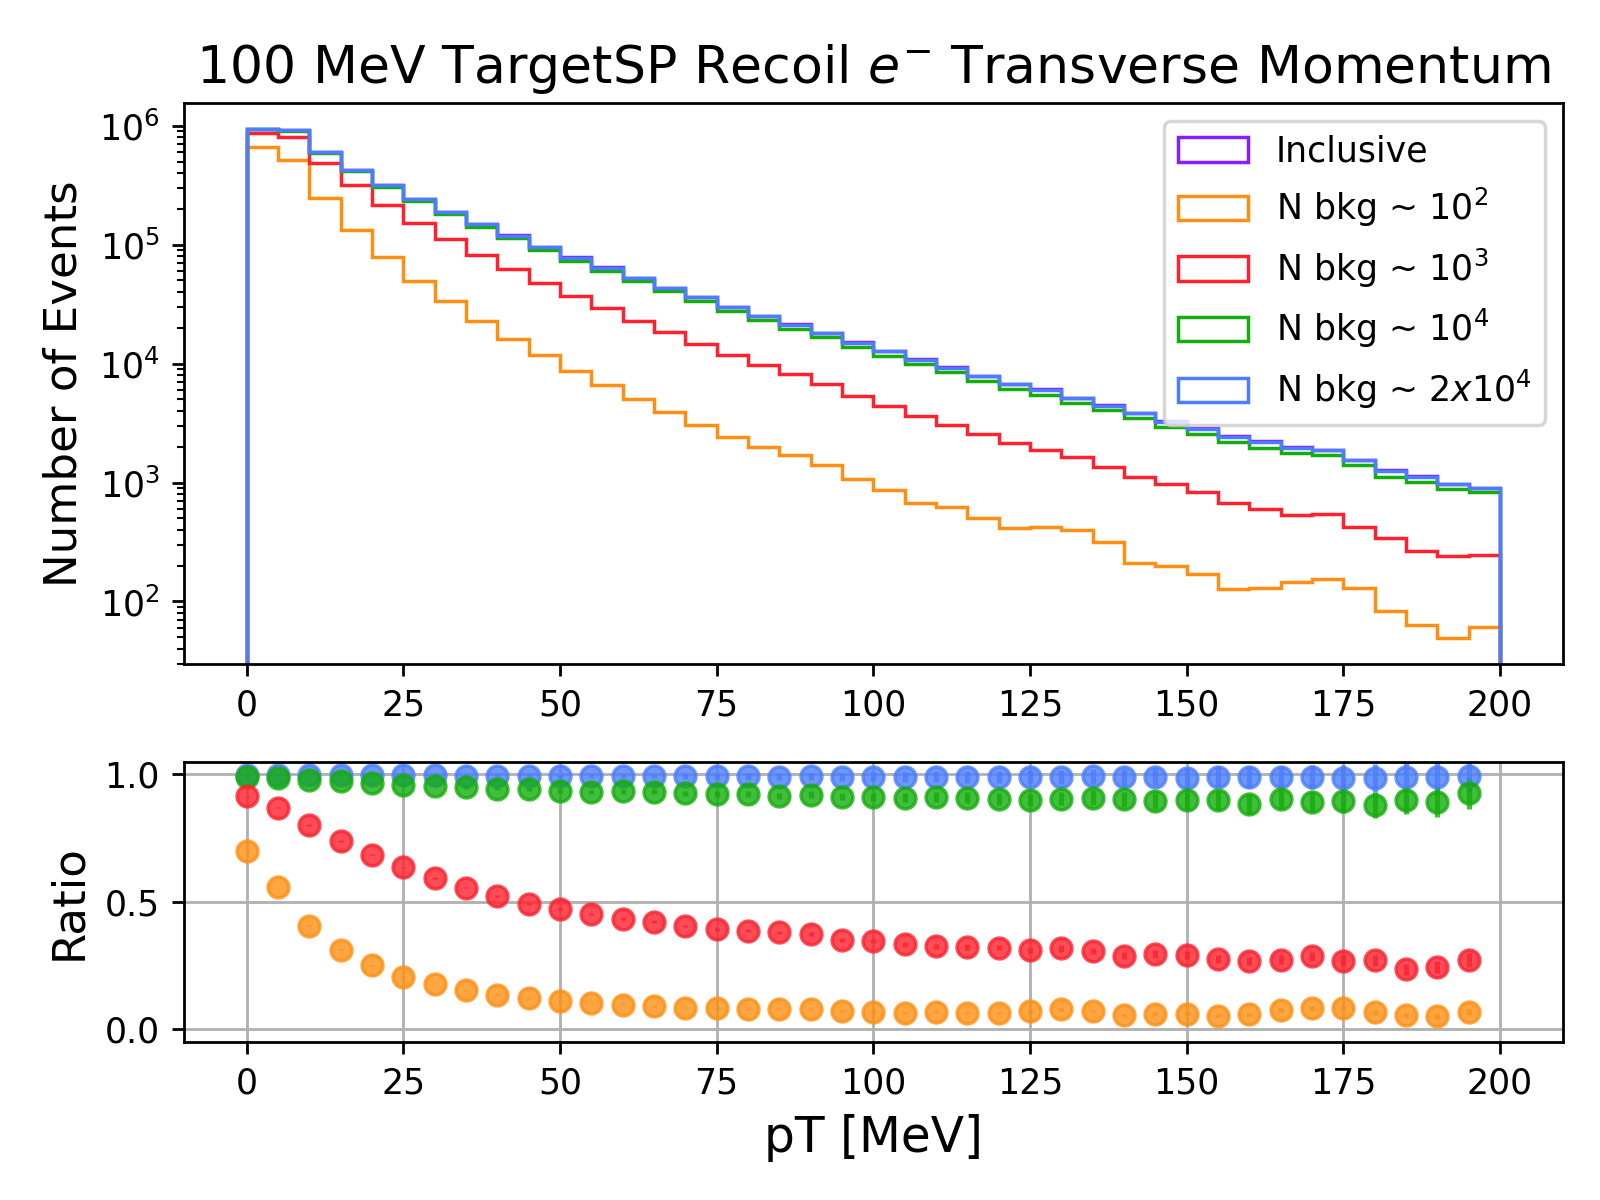 100 MeV TargetSP Recoil e⁻ Transverse Momentum
Number of Events
10⁶
10⁵
10⁴
10³
10²
Inclusive
N bkg ~ 10²
N bkg ~ 10³
N bkg ~ 10⁴
N bkg ~ 2x10⁴
0 25 50 75 100 125 150 175 200
Ratio
1.0
0.5
0.0
0 25 50 75 100 125 150 175 200
pT [MeV]